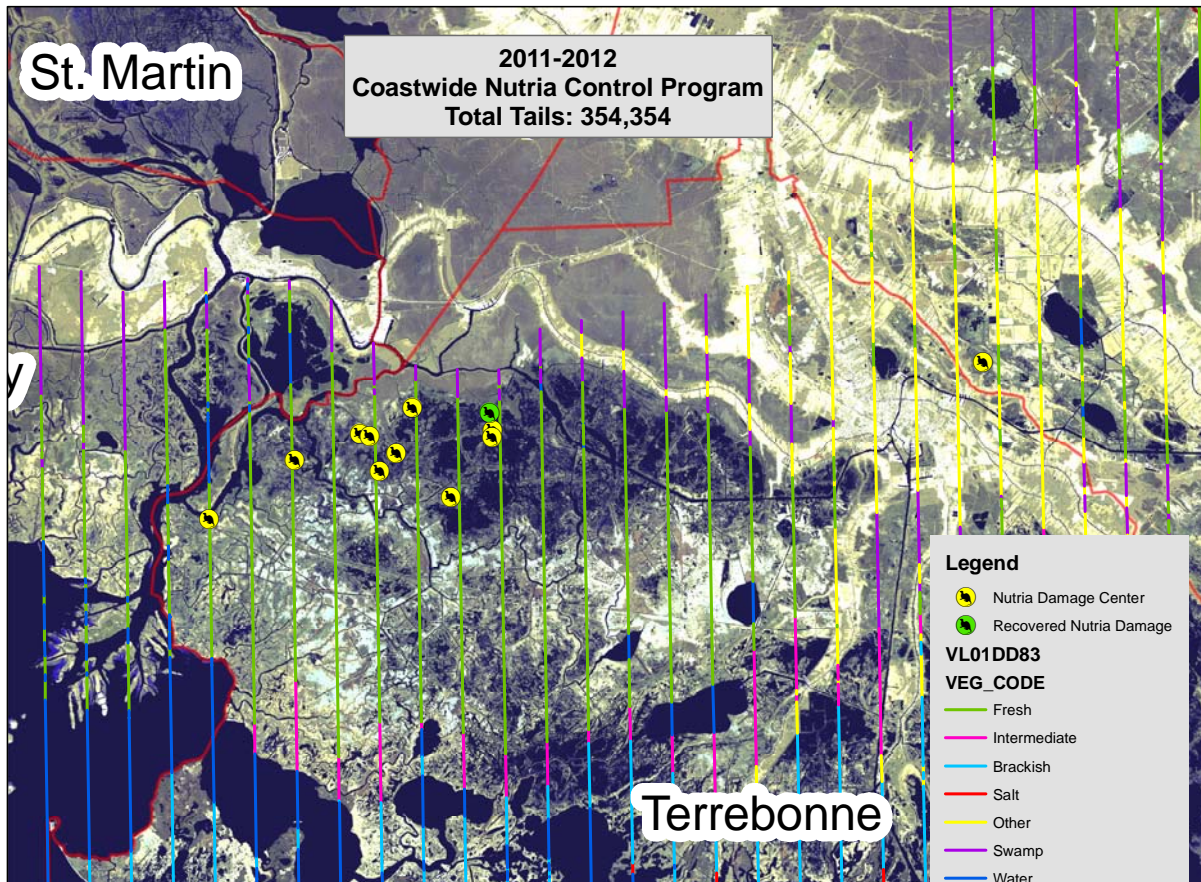 St. Martin
2011-2012
Coastwide Nutria Control Program
Total Tails: 354,354
y
Terrebonne
Legend
Nutria Damage Center
Recovered Nutria Damage
VL01DD83
VEG_CODE
Fresh
Intermediate
Brackish
Salt
Other
Swamp
Water